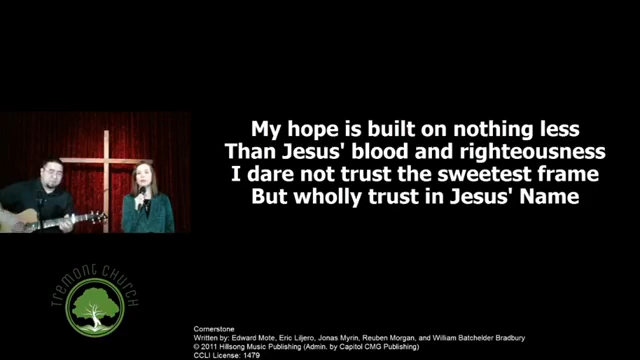 My hope is built on nothing less
Than Jesus' blood and righteousness
I dare not trust the sweetest frame
But wholly trust in Jesus' Name
TREMONT CHURCH
Cornerstone
Written by: Edward Mote, Eric Liljero, Jonas Myrin, Reuben Morgan, and William Batchelder Bradbury
© 2011 Hillsong Music Publishing (Admin. by Capitol CMG Publishing)
CCLI License: 1479